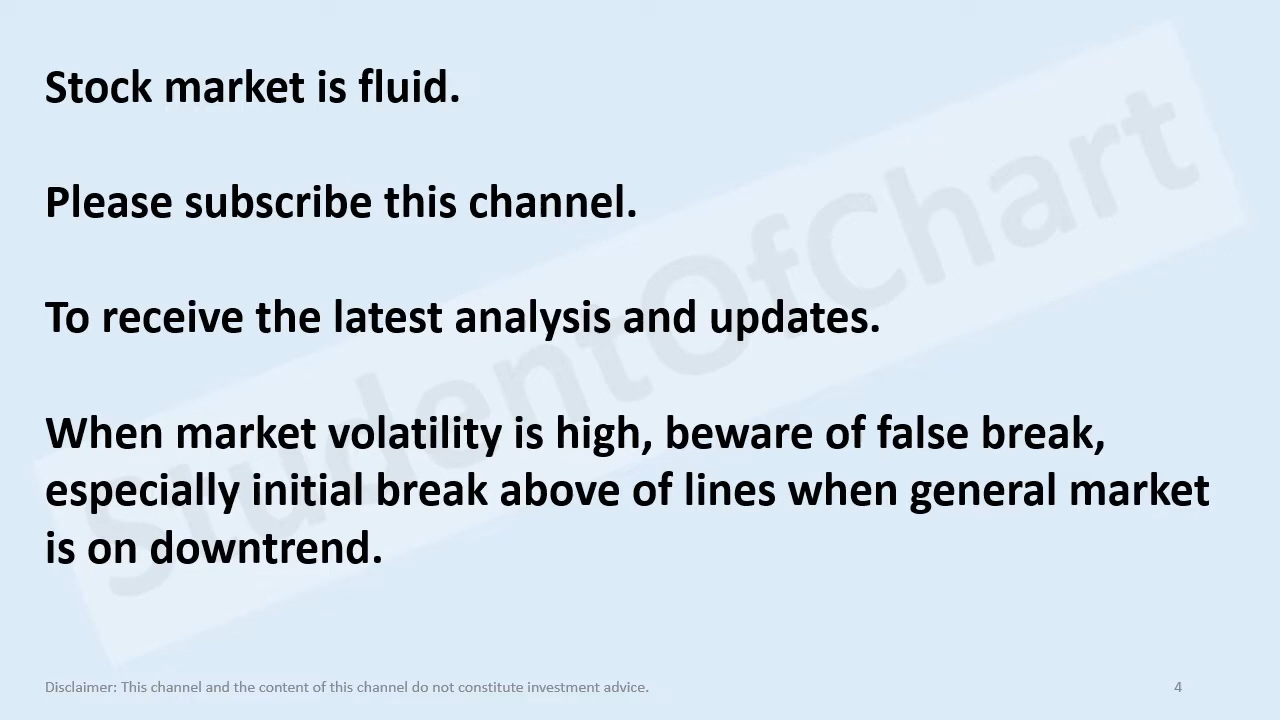 Stock market is fluid.
Please subscribe this channel.
To receive the latest analysis and updates.
When market volatility is high, beware of false break,
especially initial break above of lines when general market
is on downtrend.
StudentOfChart
Disclaimer: This channel and the content of this channel do not constitute investment advice.
4